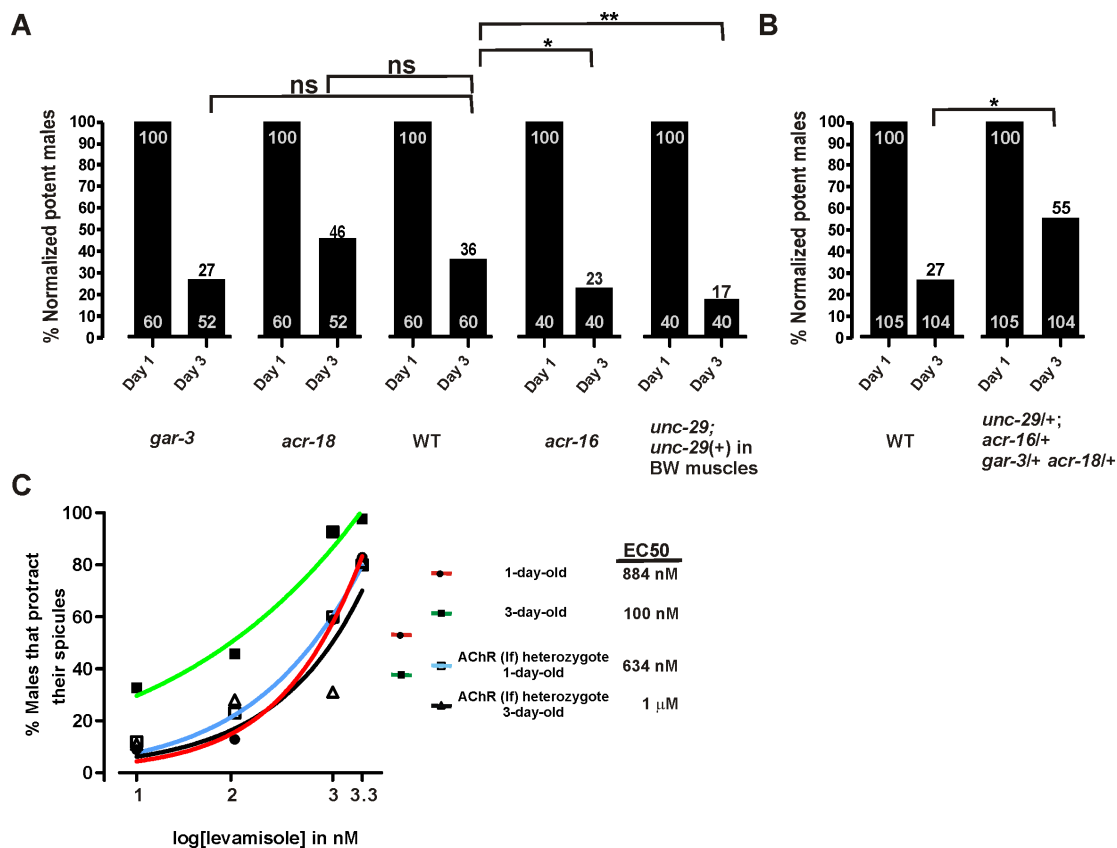 A
B
**
*
ns
ns
*
% Normalized potent males
100
90
80
70
60
50
40
30
20
10
0
100
60
27
52
100
60
46
52
100
60
36
60
100
40
23
40
100
40
17
40
Day 1
Day 3
Day 1
Day 3
Day 1
Day 3
Day 1
Day 3
Day 1
Day 3
gar-3
acr-18
WT
acr-16
unc-29;
unc-29(+) in
BW muscles
% Normalized potent males
100
90
80
70
60
50
40
30
20
10
0
100
105
27
104
100
105
55
104
Day 1
Day 3
Day 1
Day 3
WT
unc-29/+;
acr-16/+
gar-3/+ acr-18/+
C
% Males that protract
their spicules
100
80
60
40
20
0
1
2
3
3.3
log[levamisole] in nM
EC50
1-day-old
884 nM
3-day-old
100 nM
AChR (lf) heterozygote
1-day-old
634 nM
AChR (lf) heterozygote
3-day-old
1 µM